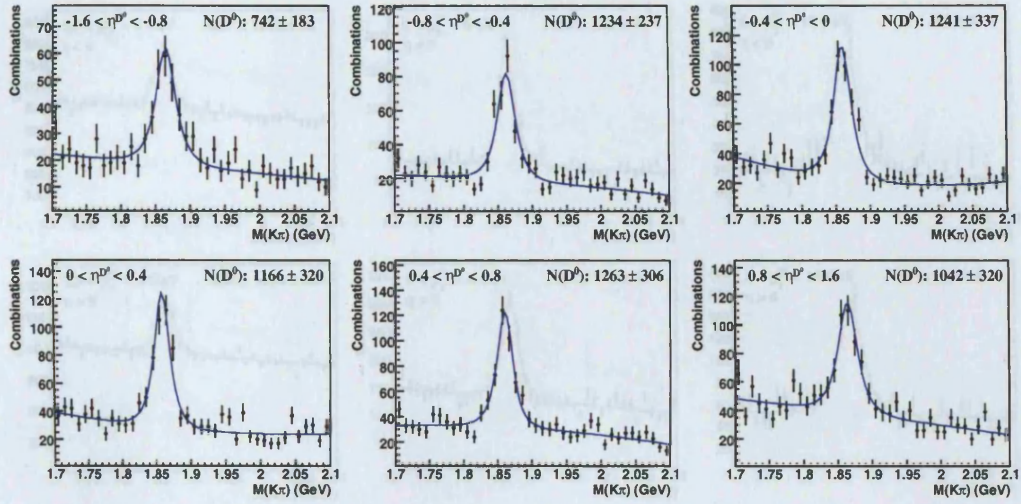 -1.6 < η^D⁰ < -0.8 N(D⁰): 742 ± 183
Combinations
70
60
50
40
30
20
10
1.7 1.75 1.8 1.85 1.9 1.95 2 2.05 2.1
M(Kπ) (GeV)
-0.8 < η^D⁰ < -0.4 N(D⁰): 1234 ± 237
Combinations
120
100
80
60
40
20
1.7 1.75 1.8 1.85 1.9 1.95 2 2.05 2.1
M(Kπ) (GeV)
-0.4 < η^D⁰ < 0 N(D⁰): 1241 ± 337
Combinations
120
100
80
60
40
20
1.7 1.75 1.8 1.85 1.9 1.95 2 2.05 2.1
M(Kπ) (GeV)
0 < η^D⁰ < 0.4 N(D⁰): 1166 ± 320
Combinations
140
120
100
80
60
40
20
1.7 1.75 1.8 1.85 1.9 1.95 2 2.05 2.1
M(Kπ) (GeV)
0.4 < η^D⁰ < 0.8 N(D⁰): 1263 ± 306
Combinations
160
140
120
100
80
60
40
20
1.7 1.75 1.8 1.85 1.9 1.95 2 2.05 2.1
M(Kπ) (GeV)
0.8 < η^D⁰ < 1.6 N(D⁰): 1042 ± 320
Combinations
140
120
100
80
60
40
20
1.7 1.75 1.8 1.85 1.9 1.95 2 2.05 2.1
M(Kπ) (GeV)